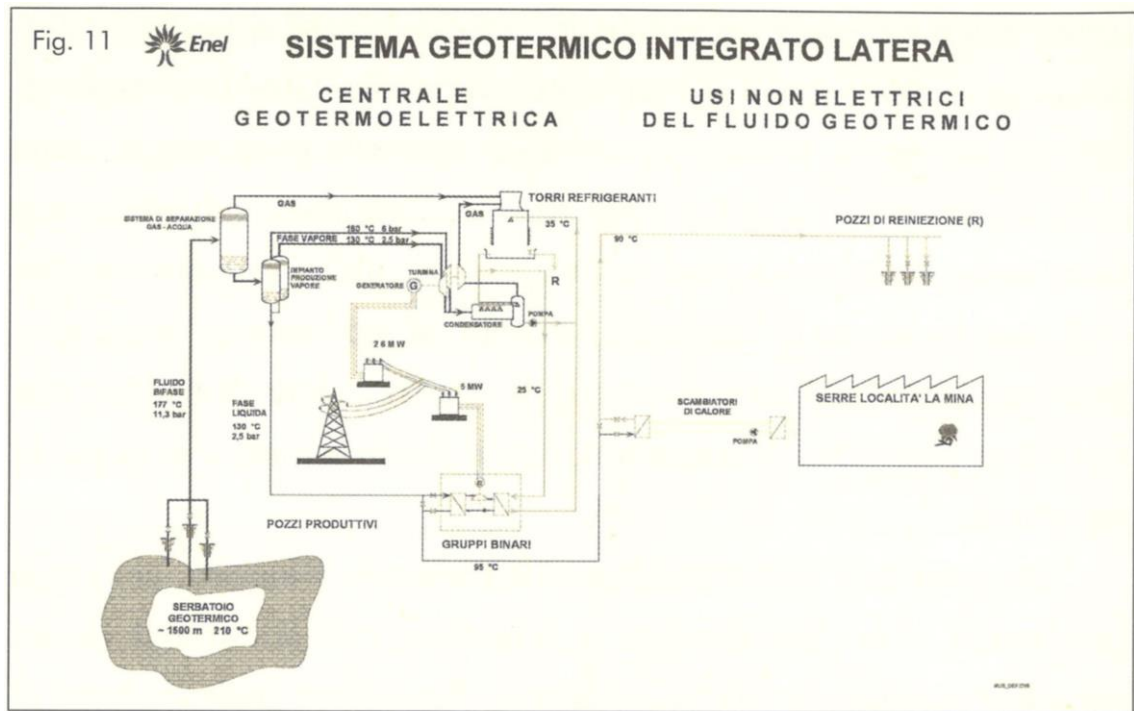 Fig. 11
Enel
SISTEMA GEOTERMICO INTEGRATO LATERA
CENTRALE
GEOTERMOELETTRICA
USI NON ELETTRICI
DEL FLUIDO GEOTERMICO
GAS
TORRI REFRIGERANTI
SISTEMA DI SEPARAZIONE
GAS - ACQUA
GAS
35 °C
POZZI DI REINIEZIONE (R)
160 °C 6 bar
FASE VAPORE 130 °C 2,5 bar
90 °C
IMPIANTO
PRODUZIONE
VAPORE
TURBINA
GENERATORE
G
R
CONDENSATORE
POMPA
26 MW
5 MW
25 °C
FLUIDO
BIFASE
177 °C
11,3 bar
FASE
LIQUIDA
130 °C
2,5 bar
SCAMBIATORI
DI CALORE
POMPA
SERRE LOCALITA' LA MINA
POZZI PRODUTTIVI
GRUPPI BINARI
95 °C
SERBATOIO
GEOTERMICO
~ 1500 m 210 °C